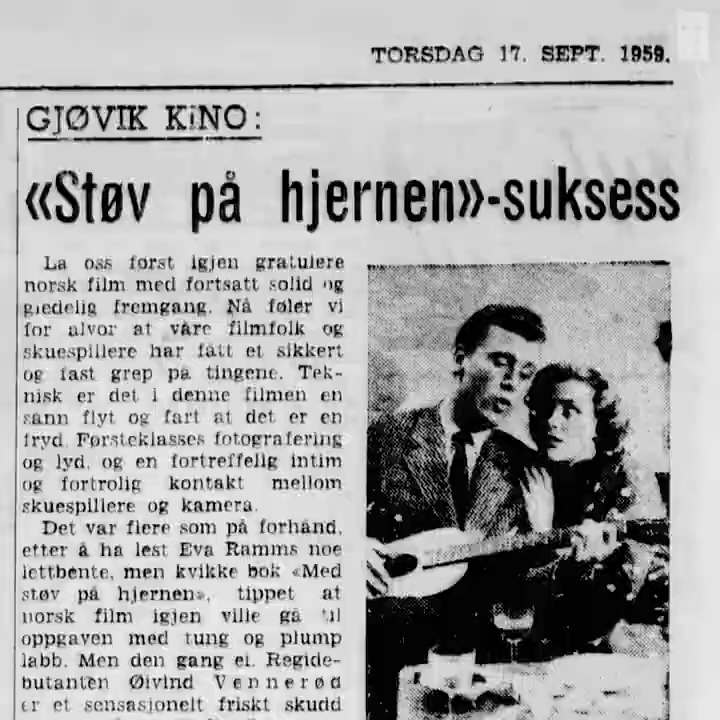 TORSDAG 17. SEPT. 1959.
GJØVIK KINO:
«Støv på hjernen»-suksess
La oss først igjen gratulere
norsk film med fortsatt solid og
gledelig fremgang. Nå føler vi
for alvor at våre filmfolk og
skuespillere har fått et sikkert
og fast grep på tingene. Tek-
nisk er det i denne filmen en
sånn flyt og fart at det er en
fryd. Førsteklasses fotografering
og lyd, og en fortreffelig intim
og fortrolig kontakt mellom
skuespillere og kamera.
Det var flere som på forhånd,
etter å ha lest Eva Ramms noe
lettbente, men kvikke bok «Med
støv på hjernen», tippet at
norsk film igjen ville gå til
oppgaven med tung og plump
labb. Men den gang ei. Regide-
butanten Øivind Vennerød
er et sensasjonelt friskt skudd